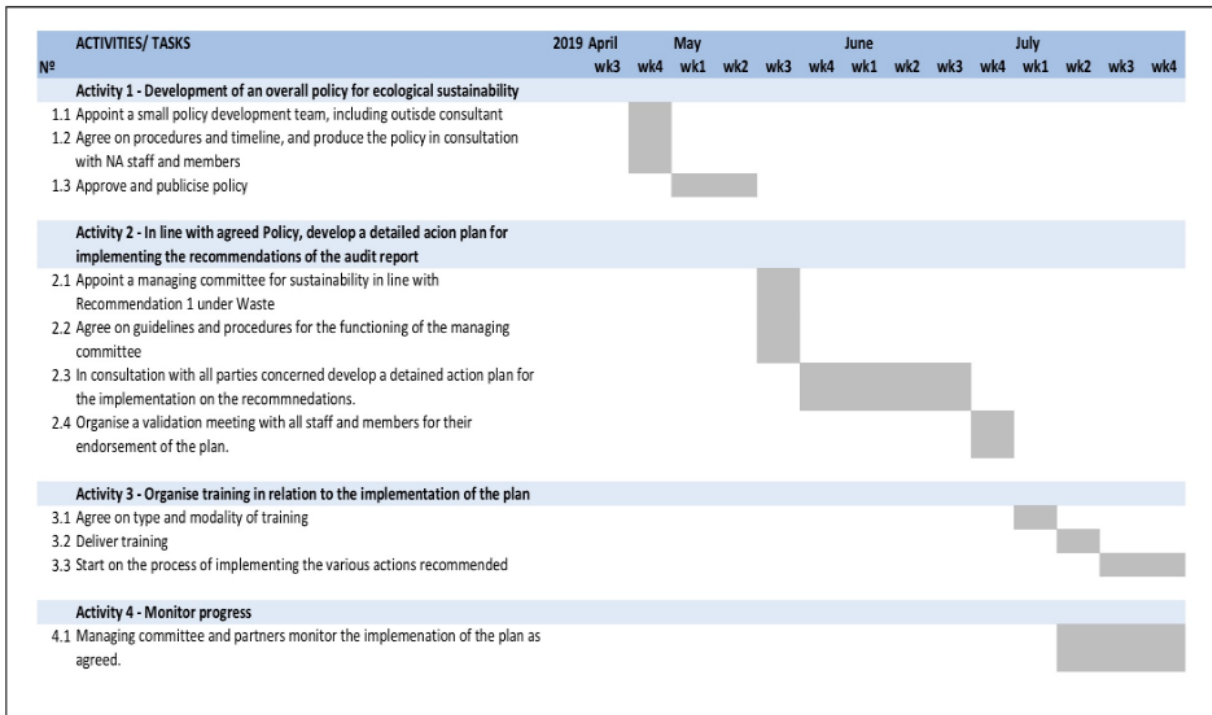 ACTIVITIES/ TASKS 2019 April May June July
Nº wk3 wk4 wk1 wk2 wk3 wk4 wk1 wk2 wk3 wk4 wk1 wk2 wk3 wk4
Activity 1 - Development of an overall policy for ecological sustainability
1.1 Appoint a small policy development team, including outisde consultant
1.2 Agree on procedures and timeline, and produce the policy in consultation
with NA staff and members
1.3 Approve and publicise policy
Activity 2 - In line with agreed Policy, develop a detailed acion plan for
implementing the recommendations of the audit report
2.1 Appoint a managing committee for sustainability in line with
Recommendation 1 under Waste
2.2 Agree on guidelines and procedures for the functioning of the managing
committee
2.3 In consultation with all parties concerned develop a detained action plan for
the implementation on the recommnedations.
2.4 Organise a validation meeting with all staff and members for their
endorsement of the plan.
Activity 3 - Organise training in relation to the implementation of the plan
3.1 Agree on type and modality of training
3.2 Deliver training
3.3 Start on the process of implementing the various actions recommended
Activity 4 - Monitor progress
4.1 Managing committee and partners monitor the implemenation of the plan as
agreed.